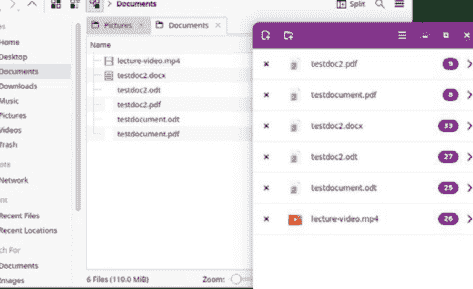 Documents
Split
Pictures
Documents
Name
Home
Desktop
Documents
Downloads
Music
Pictures
Videos
Trash
Network
Recent Files
Recent Locations
Documents
Images
lecture-video.mp4
testdoc2.docx
testdoc2.odt
testdoc2.pdf
testdocument.odt
testdocument.pdf
6 Files (110.0 MiB)
Zoom:
testdoc2.pdf
9
testdocument.pdf
8
testdoc2.docx
33
testdoc2.odt
27
testdocument.odt
25
lecture-video.mp4
26